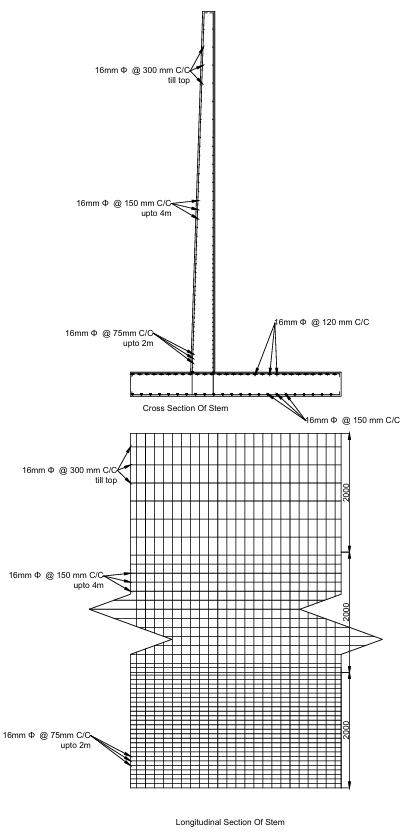 16mm Φ @ 300 mm C/C
till top
16mm Φ @ 150 mm C/C
upto 4m
16mm Φ @ 120 mm C/C
16mm Φ @ 75mm C/C
upto 2m
Cross Section Of Stem
16mm Φ @ 150 mm C/C
16mm Φ @ 300 mm C/C
till top
2000
16mm Φ @ 150 mm C/C
upto 4m
2000
16mm Φ @ 75mm C/C
upto 2m
2000
Longitudinal Section Of Stem